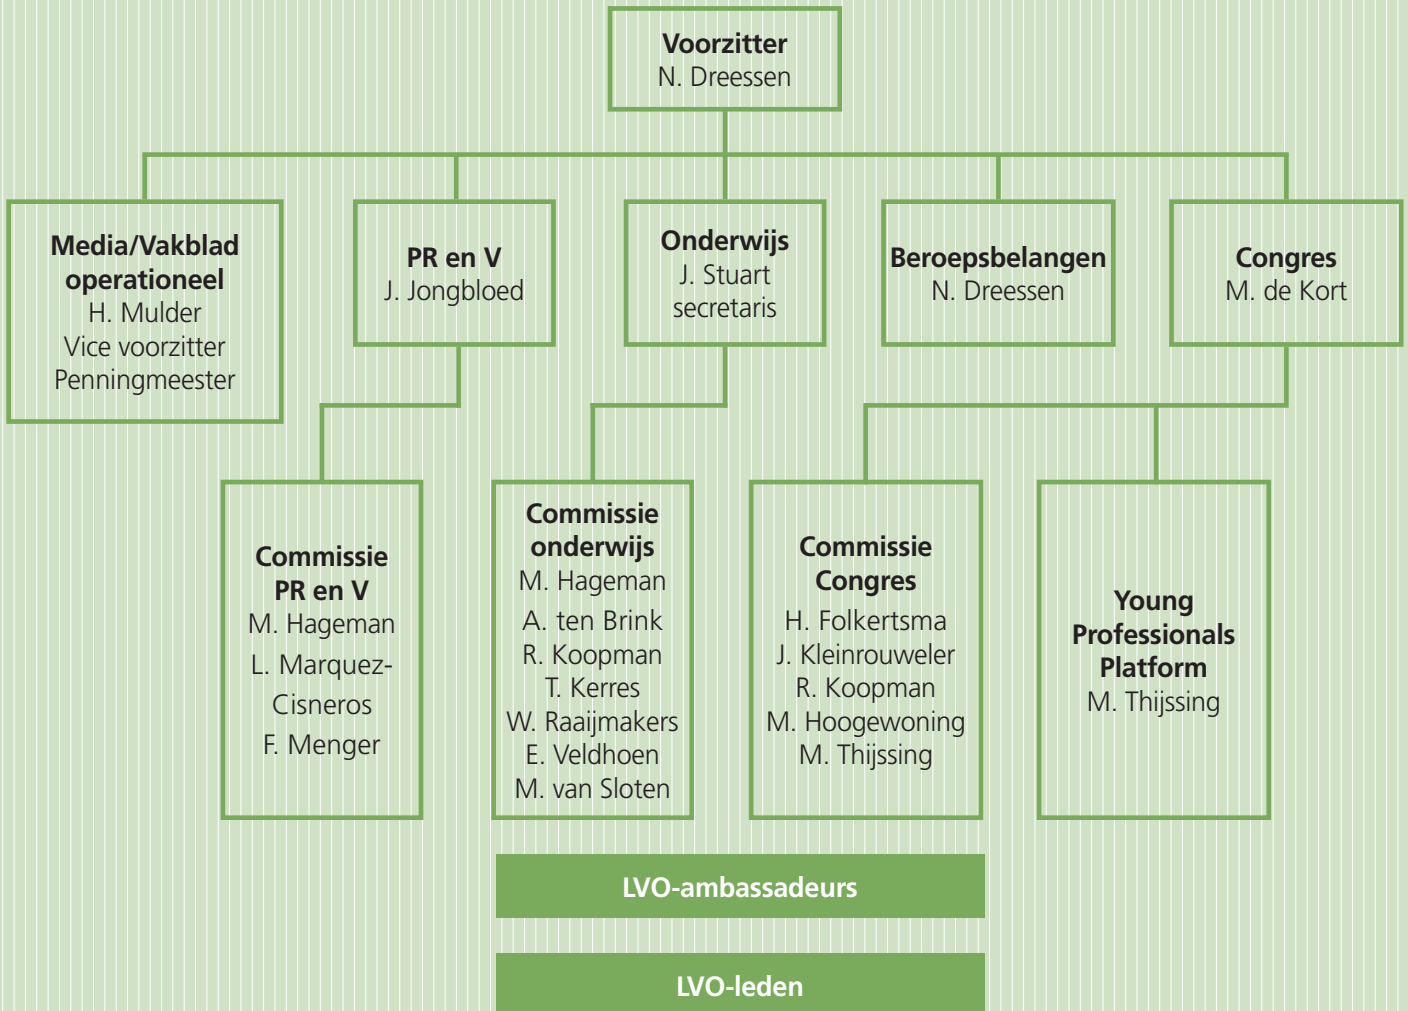 Voorzitter
N. Dreessen
Media/Vakblad
operationeel
H. Mulder
Vice voorzitter
Penningmeester
PR en V
J. Jongbloed
Onderwijs
J. Stuart
secretaris
Beroepsbelangen
N. Dreessen
Congres
M. de Kort
Commissie
PR en V
M. Hageman
L. Marquez-
Cisneros
F. Menger
Commissie
onderwijs
M. Hageman
A. ten Brink
R. Koopman
T. Kerres
W. Raaijmakers
E. Veldhoen
M. van Sloten
Commissie
Congres
H. Folkertsma
J. Kleinrouweler
R. Koopman
M. Hoogewoning
M. Thijssing
Young
Professionals
Platform
M. Thijssing
LVO-ambassadeurs
LVO-leden